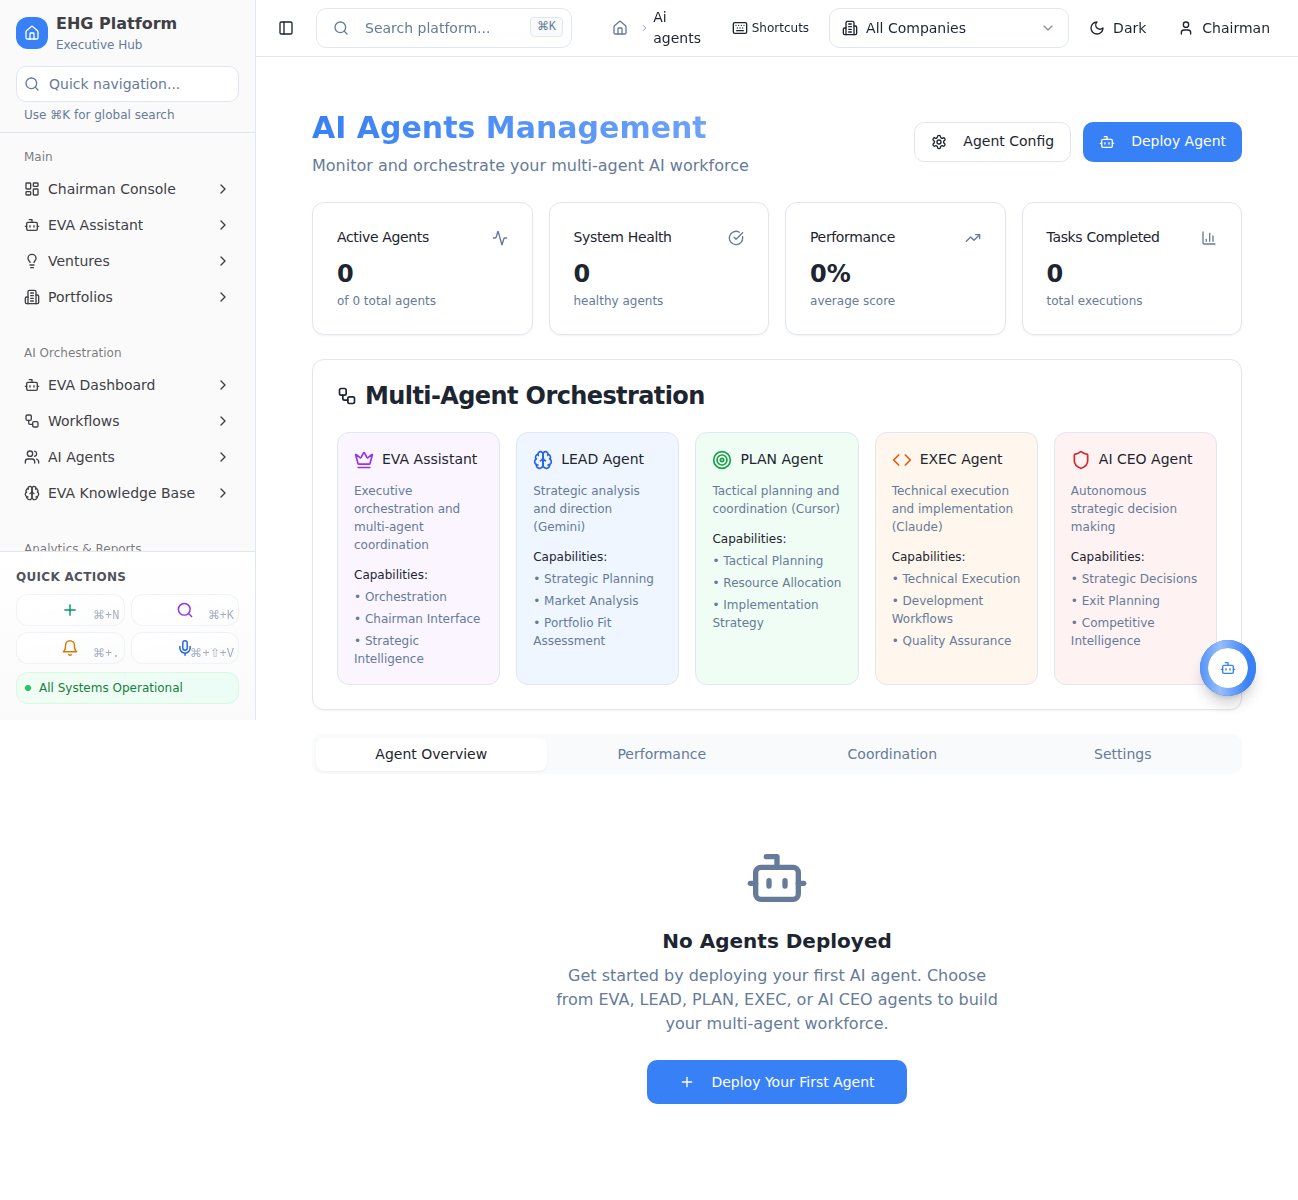 EHG Platform
Executive Hub
Quick navigation...
Use ⌘K for global search
Main
Chairman Console
EVA Assistant
Ventures
Portfolios
AI Orchestration
EVA Dashboard
Workflows
AI Agents
EVA Knowledge Base
Analytics & Reports
QUICK ACTIONS
⌘+N
⌘+K
⌘+.
⌘+⇧+V
All Systems Operational
Search platform...
⌘K
Ai
agents
Shortcuts
All Companies
Dark
Chairman
AI Agents Management
Monitor and orchestrate your multi-agent AI workforce
Agent Config
Deploy Agent
Active Agents
0
of 0 total agents
System Health
0
healthy agents
Performance
0%
average score
Tasks Completed
0
total executions
Multi-Agent Orchestration
EVA Assistant
Executive
orchestration and
multi-agent
coordination
Capabilities:
• Orchestration
• Chairman Interface
• Strategic
Intelligence
LEAD Agent
Strategic analysis
and direction
(Gemini)
Capabilities:
• Strategic Planning
• Market Analysis
• Portfolio Fit
Assessment
PLAN Agent
Tactical planning and
coordination (Cursor)
Capabilities:
• Tactical Planning
• Resource Allocation
• Implementation
Strategy
EXEC Agent
Technical execution
and implementation
(Claude)
Capabilities:
• Technical Execution
• Development
Workflows
• Quality Assurance
AI CEO Agent
Autonomous
strategic decision
making
Capabilities:
• Strategic Decisions
• Exit Planning
• Competitive
Intelligence
Agent Overview
Performance
Coordination
Settings
No Agents Deployed
Get started by deploying your first AI agent. Choose
from EVA, LEAD, PLAN, EXEC, or AI CEO agents to build
your multi-agent workforce.
Deploy Your First Agent